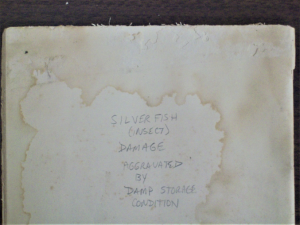 SILVER FISH
(INSECT)
DAMAGE
AGGRAVATED
BY
DAMP STORAGE
CONDITION